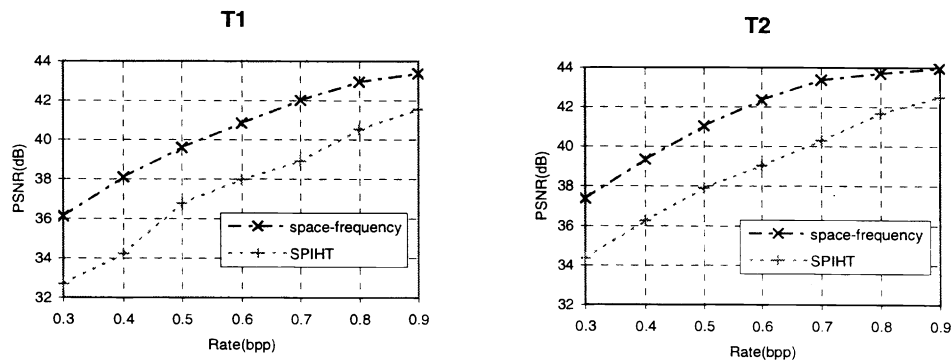 T1
PSNR(dB)
44
42
40
38
36
34
32
space-frequency
SPIHT
0.3 0.4 0.5 0.6 0.7 0.8 0.9
Rate(bpp)
T2
PSNR(dB)
44
42
40
38
36
34
32
space-frequency
SPIHT
0.3 0.4 0.5 0.6 0.7 0.8 0.9
Rate(bpp)